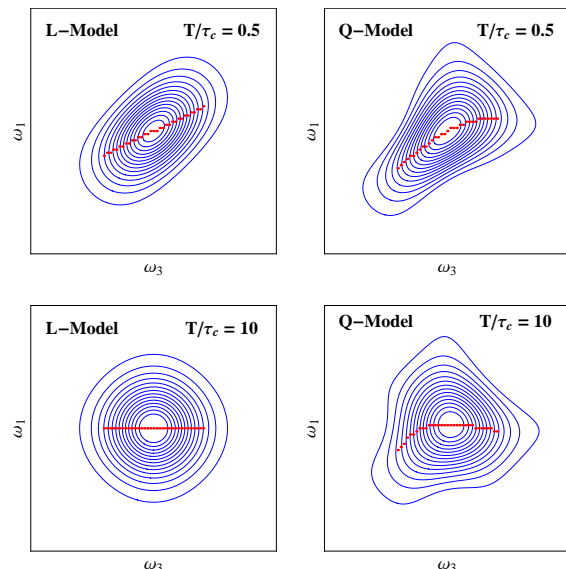 L−Model T/τc = 0.5
ω1
ω3
Q−Model T/τc = 0.5
ω1
ω3
L−Model T/τc = 10
ω1
ω3
Q−Model T/τc = 10
ω1
ω3